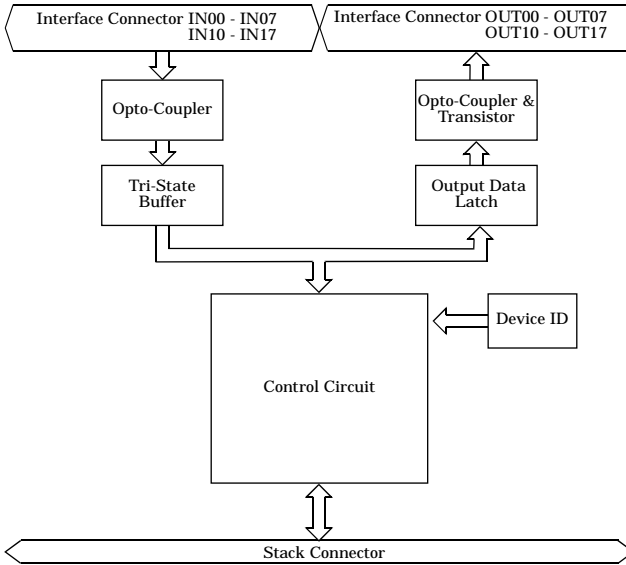 Interface Connector IN00 - IN07
IN10 - IN17
Interface Connector OUT00 - OUT07
OUT10 - OUT17
Opto-Coupler
Opto-Coupler &
Transistor
Tri-State
Buffer
Output Data
Latch
Device ID
Control Circuit
Stack Connector